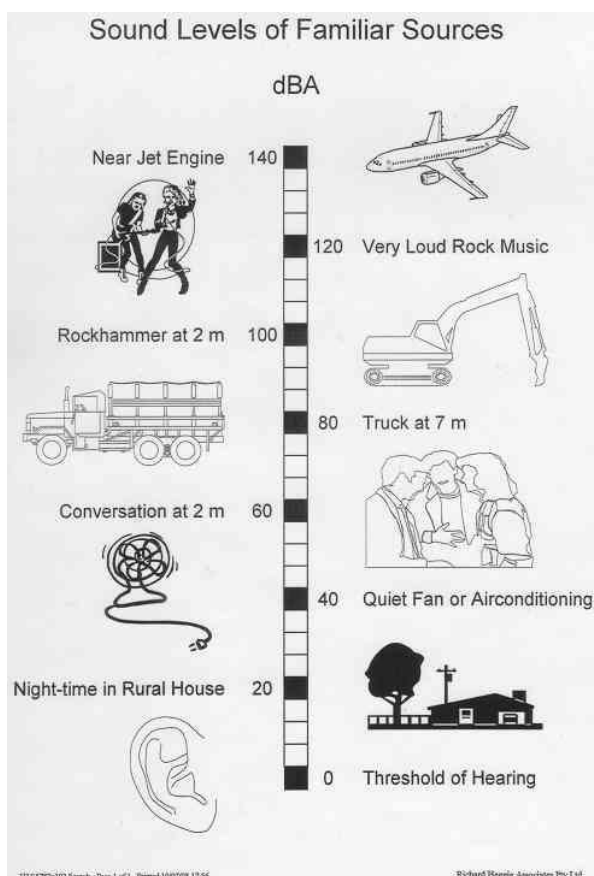 Sound Levels of Familiar Sources
dBA
Near Jet Engine 140
120 Very Loud Rock Music
Rockhammer at 2 m 100
80 Truck at 7 m
Conversation at 2 m 60
40 Quiet Fan or Airconditioning
Night-time in Rural House 20
0 Threshold of Hearing
Richard Heggie Associates Pty Ltd